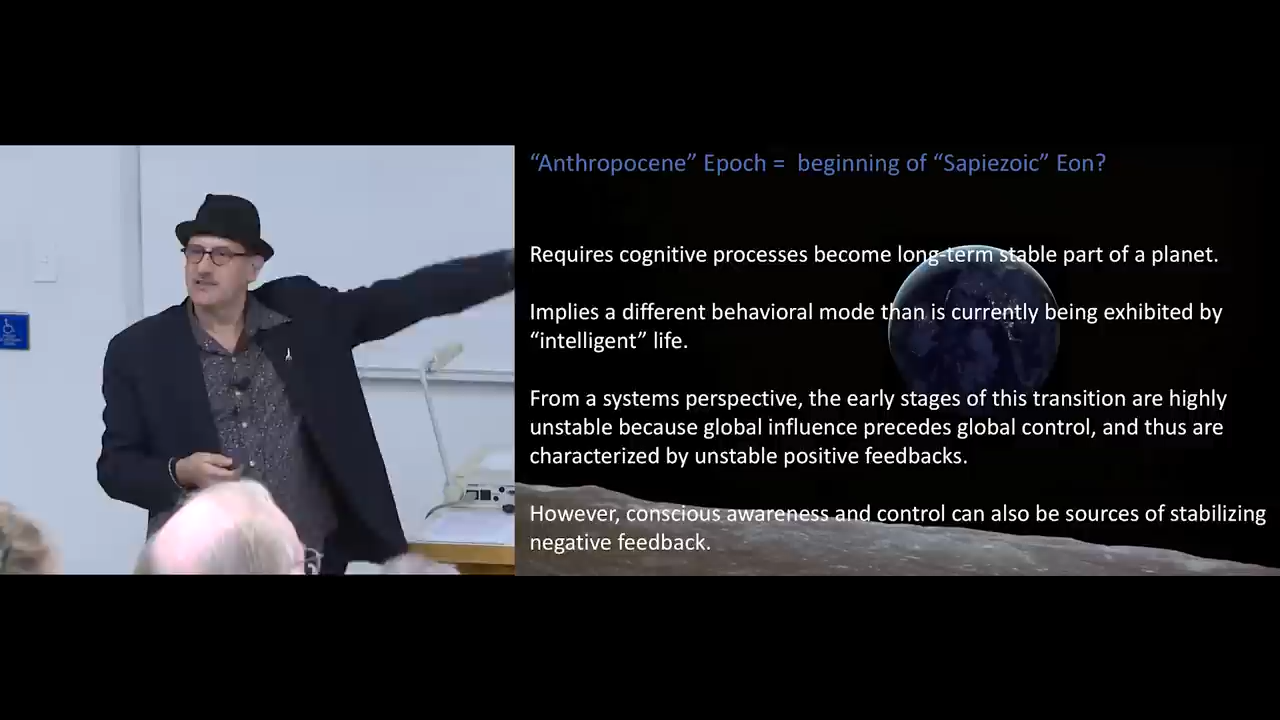 “Anthropocene” Epoch =  beginning of “Sapiezoic” Eon?
Requires cognitive processes become long-term stable part of a planet.
Implies a different behavioral mode than is currently being exhibited by
“intelligent” life.
From a systems perspective, the early stages of this transition are highly
unstable because global influence precedes global control, and thus are
characterized by unstable positive feedbacks.
However, conscious awareness and control can also be sources of stabilizing
negative feedback.